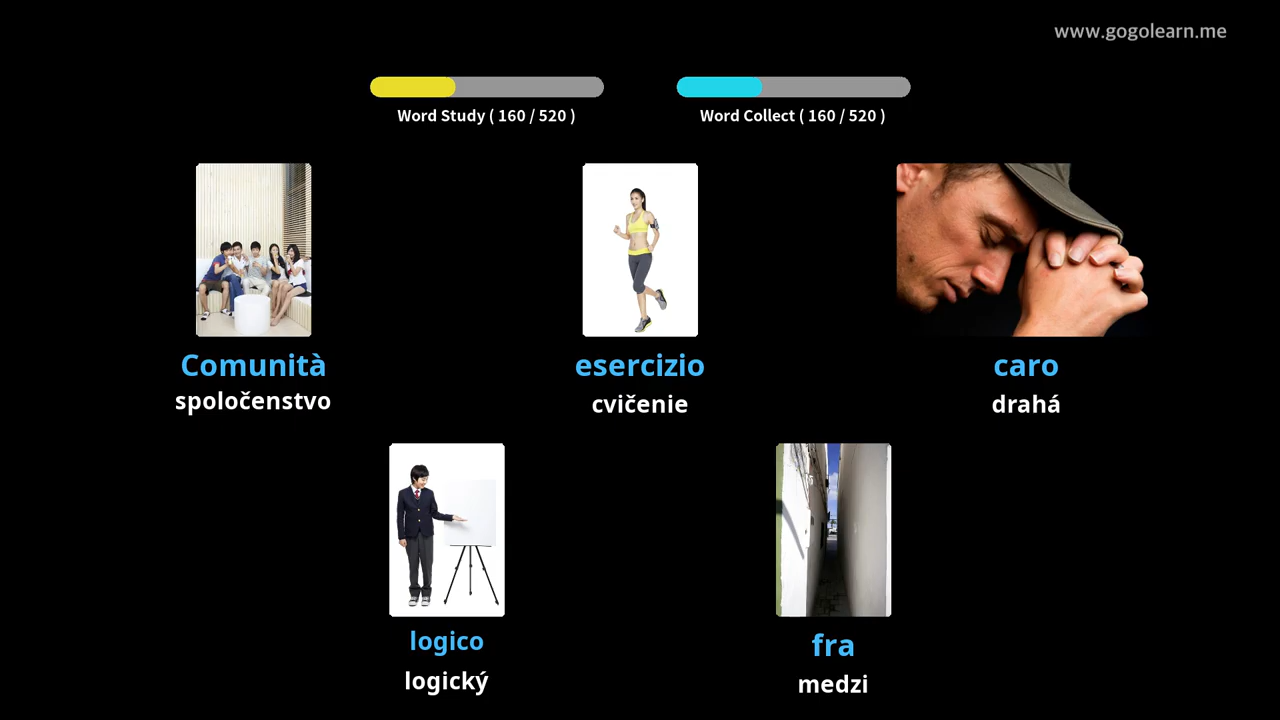 www.gogolearn.me
Word Study ( 160 / 520 )
Word Collect ( 160 / 520 )
Comunità
spoločenstvo
esercizio
cvičenie
caro
drahá
logico
logický
fra
medzi